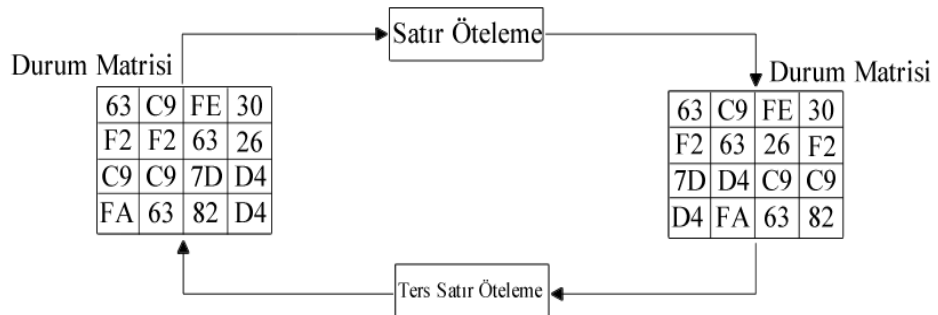 Satır Öteleme
Durum Matrisi
63 C9 FE 30
F2 F2 63 26
C9 C9 7D D4
FA 63 82 D4
Durum Matrisi
63 C9 FE 30
F2 63 26 F2
7D D4 C9 C9
D4 FA 63 82
Ters Satır Öteleme